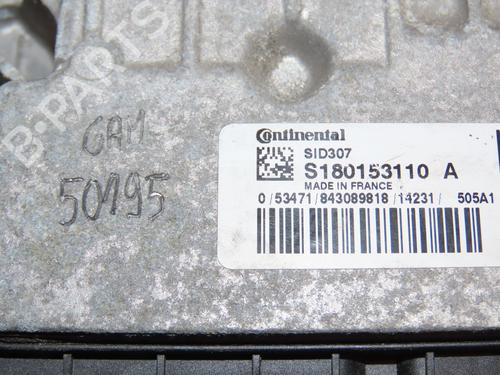 B-PARTS
GAM
50195
Continental
SID307
S180153110 A
MADE IN FRANCE
0/53471/843089818/14231/ 505A1